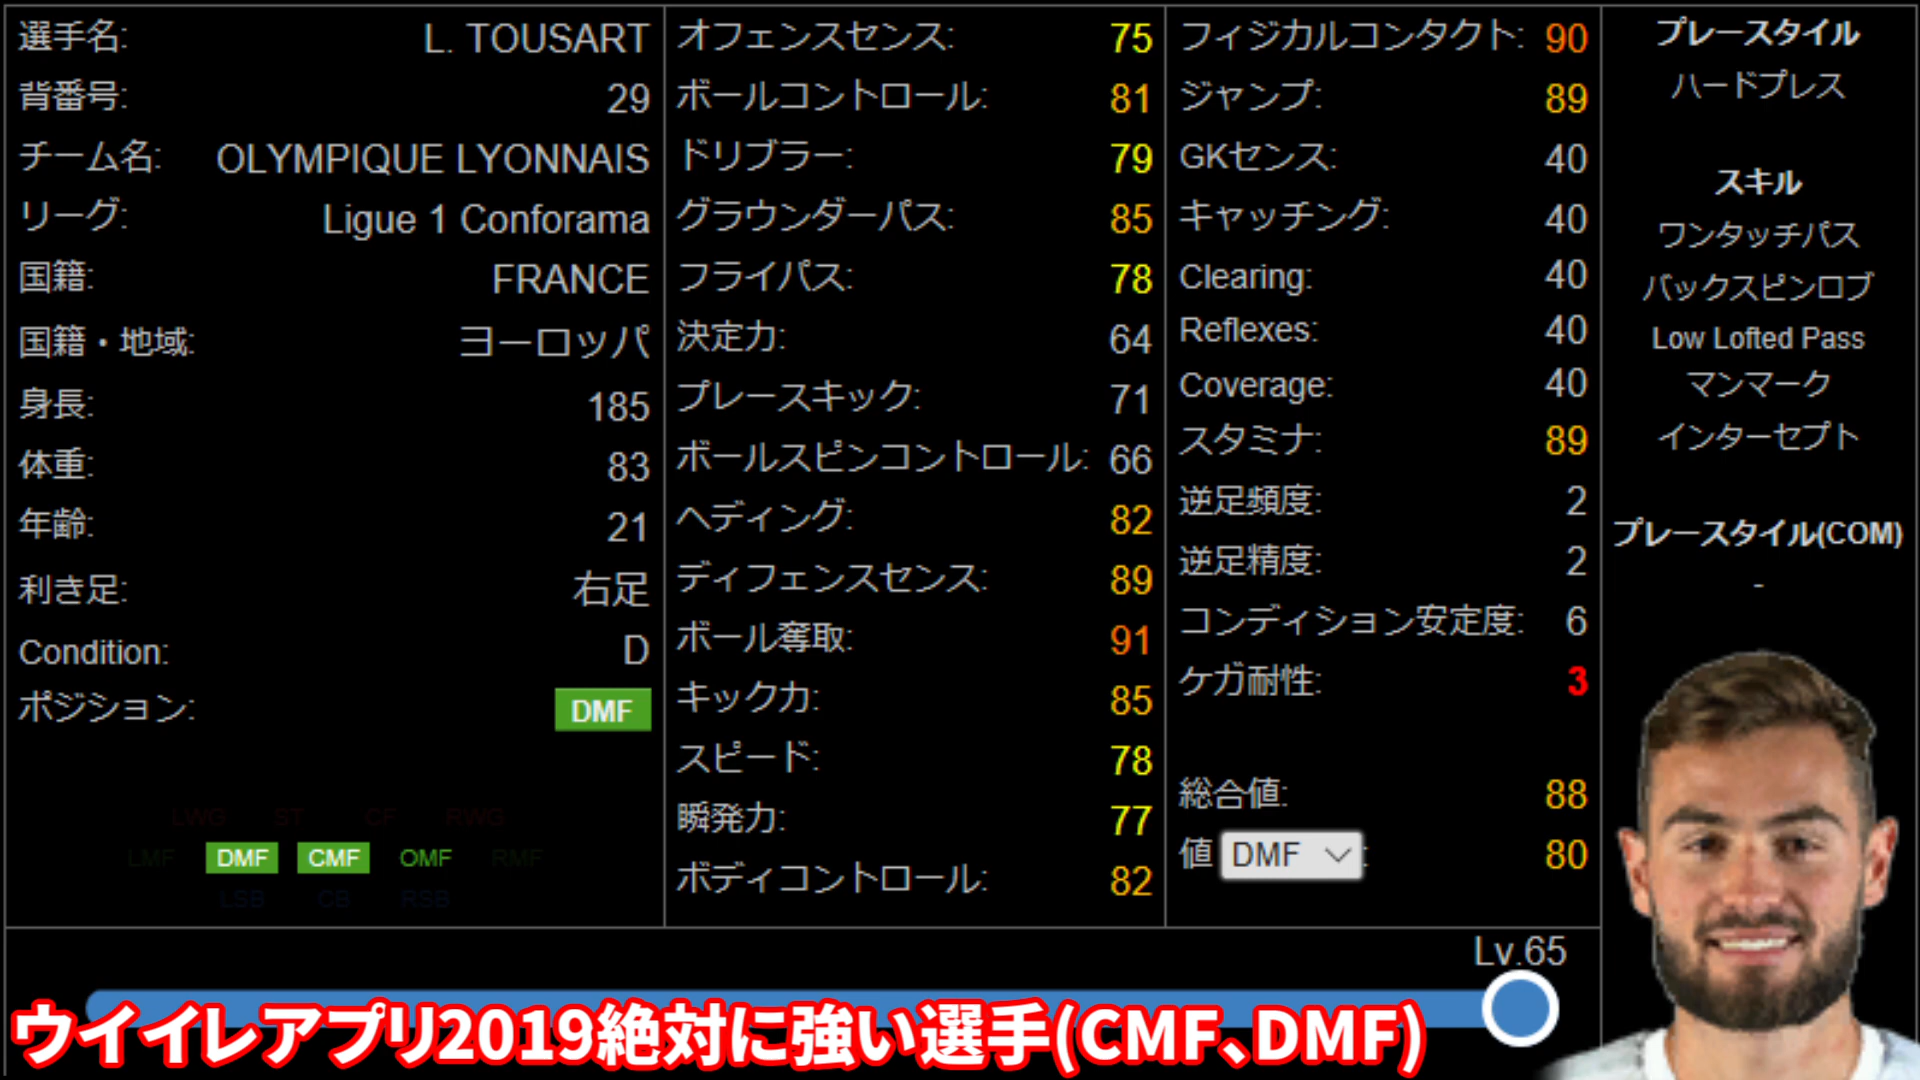 選手名: L. TOUSART
背番号: 29
チーム名: OLYMPIQUE LYONNAIS
リーグ: Ligue 1 Conforama
国籍: FRANCE
国籍・地域: ヨーロッパ
身長: 185
体重: 83
年齢: 21
利き足: 右足
Condition: D
ポジション: DMF
LWG ST CF RWG
LMF DMF CMF OMF RMF
LSB CB RSB
オフェンスセンス: 75
ボールコントロール: 81
ドリブラー: 79
グラウンダーパス: 85
フライパス: 78
決定力: 64
プレースキック: 71
ボールスピンコントロール: 66
ヘディング: 82
ディフェンスセンス: 89
ボール奪取: 91
キック力: 85
スピード: 78
瞬発力: 77
ボディコントロール: 82
フィジカルコンタクト: 90
ジャンプ: 89
GKセンス: 40
キャッチング: 40
Clearing: 40
Reflexes: 40
Coverage: 40
スタミナ: 89
逆足頻度: 2
逆足精度: 2
コンディション安定度: 6
ケガ耐性: 3
総合値: 88
値 DMF : 80
プレースタイル
ハードプレス
スキル
ワンタッチパス
バックスピンロブ
Low Lofted Pass
マンマーク
インターセプト
プレースタイル(COM)
-
Lv.65
ウイイレアプリ2019絶対に強い選手(CMF、DMF)